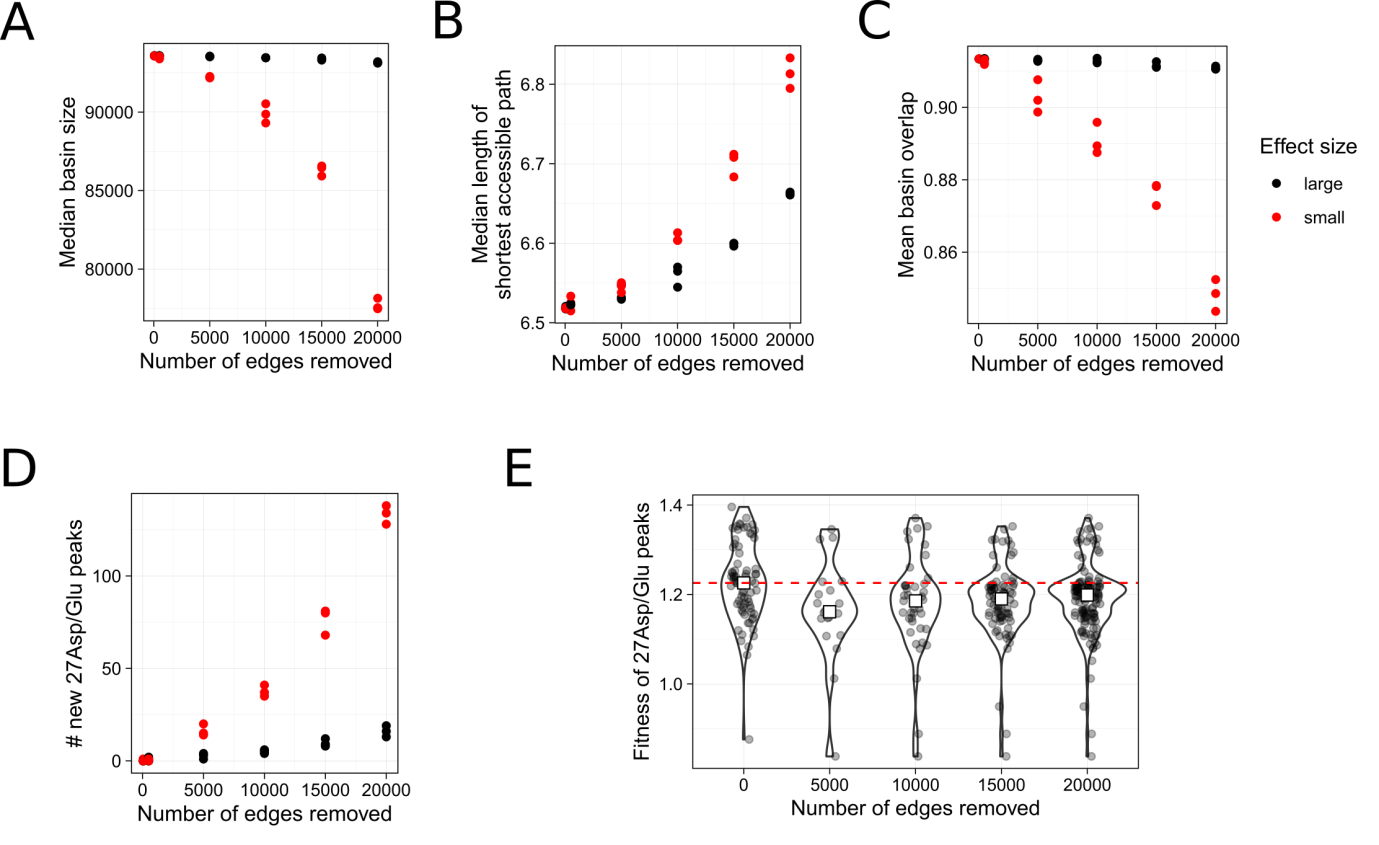 A
Median basin size
90000
85000
80000
0 5000 10000 15000 20000
Number of edges removed
B
Median length of
shortest accessible path
6.8
6.7
6.6
6.5
0 5000 10000 15000 20000
Number of edges removed
C
Mean basin overlap
0.90
0.88
0.86
0 5000 10000 15000 20000
Number of edges removed
Effect size
large
small
D
# new 27Asp/Glu peaks
100
50
0
0 5000 10000 15000 20000
Number of edges removed
E
Fitness of 27Asp/Glu peaks
1.4
1.2
1.0
0 5000 10000 15000 20000
Number of edges removed